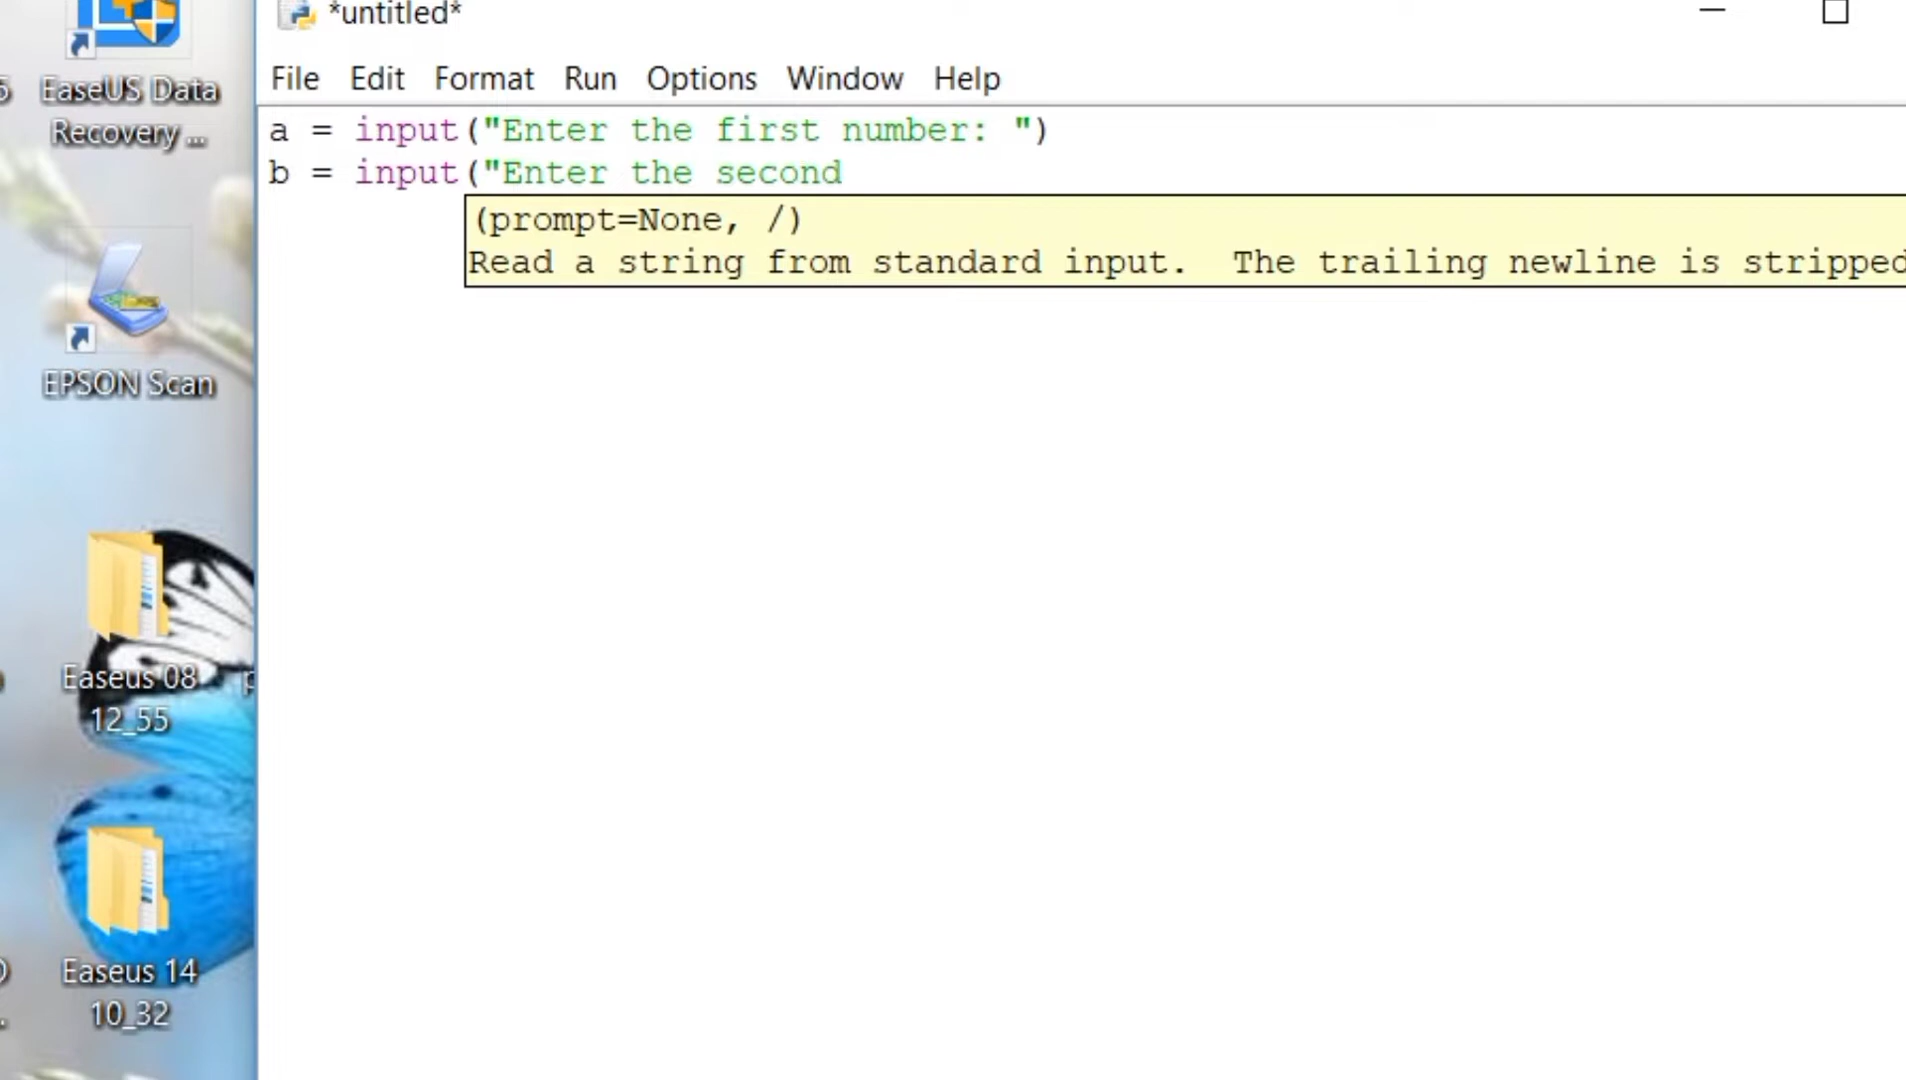 *untitled*
File Edit Format Run Options Window Help
a = input("Enter the first number: ")
b = input("Enter the second
(prompt=None, /)
Read a string from standard input.  The trailing newline is stripped
EaseUS Data
Recovery ...
EPSON Scan
Easeus 08
12_55
Easeus 14
10_32